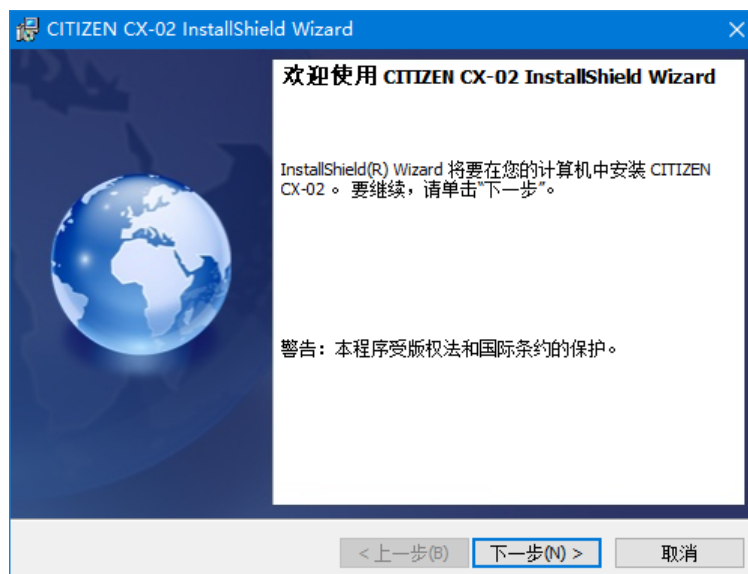 CITIZEN CX-02 InstallShield Wizard
欢迎使用 CITIZEN CX-02 InstallShield Wizard
InstallShield(R) Wizard 将要在您的计算机中安装 CITIZEN
CX-02 。 要继续，请单击“下一步”。
警告：本程序受版权法和国际条约的保护。
< 上一步(B) 下一步(N) > 取消